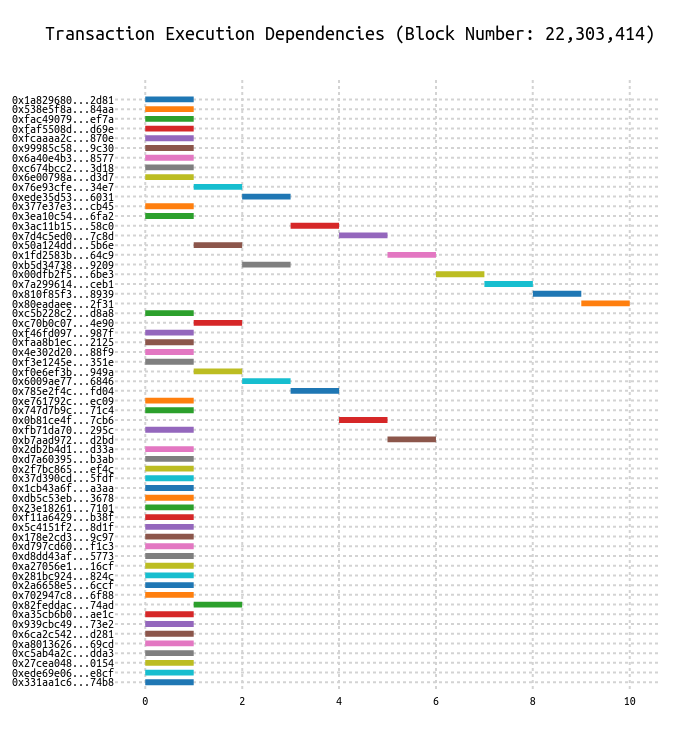 Transaction Execution Dependencies (Block Number: 22,303,414)
0x1a829680...2d81
0x538e5f8a...84aa
0xfac49079...ef7a
0xfaf5508d...d69e
0xfcaaaa2c...870e
0x99985c58...9c30
0x6a40e4b3...8577
0xc674bcc2...3d18
0x6e00798a...d3d7
0x76e93cfe...34e7
0xede35d53...6031
0x377e37e3...cb45
0x3ea10c54...6fa2
0x3ac11b15...58c0
0x7d4c5ed0...7c8d
0x50a124dd...5b6e
0x1fd2583b...64c9
0xb5d34738...9209
0x00dfb2f5...6be3
0x7a299614...ceb1
0x810f85f3...8939
0x80eadaee...2f31
0xc5b228c2...d8a8
0xc70b0c07...4e90
0xf46fd097...987f
0xfaa8b1ec...2125
0x4e302d20...88f9
0xf3e1245e...351e
0xf0e6ef3b...949a
0x6009ae77...6846
0x785e2f4c...fd04
0xe761792c...ec09
0x747d7b9c...71c4
0x0b81ce4f...7cb6
0xfb71da70...295c
0xb7aad972...d2bd
0x2db2b4d1...d33a
0xd7a60395...b3ab
0x2f7bc865...ef4c
0x37d390cd...5fdf
0x1cb43a6f...a3aa
0xdb5c53eb...3678
0x23e18261...7101
0xf11a6429...b38f
0x5c4151f2...8d1f
0x178e2cd3...9c97
0xd797cd60...f1c3
0xd8dd43af...5773
0xa27056e1...16cf
0x281bc924...824c
0x2a6658e5...6ccf
0x702947c8...6f88
0x82feddac...74ad
0xa35cb6b0...ae1c
0x939cbc49...73e2
0x6ca2c542...d281
0xa8013626...69cd
0xc5ab4a2c...dda3
0x27cea048...0154
0xede69e06...e8cf
0x331aa1c6...74b8
0 2 4 6 8 10